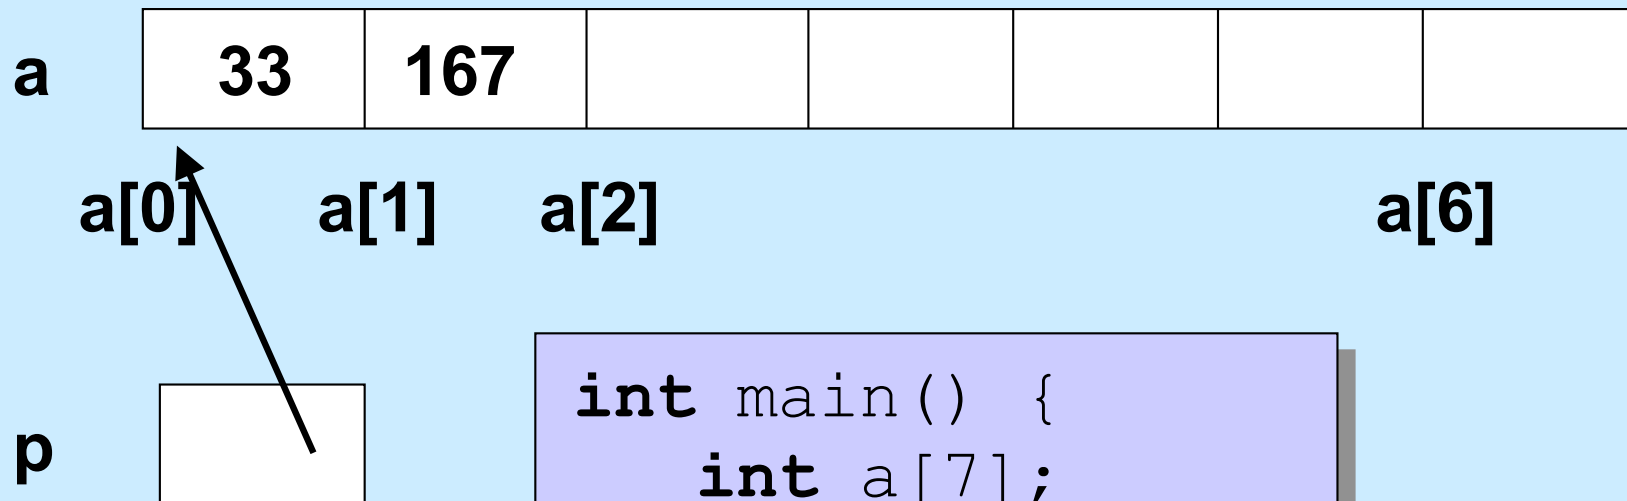 a 33 167
a[0] a[1] a[2] a[6]
int main() {
p
int a[7];